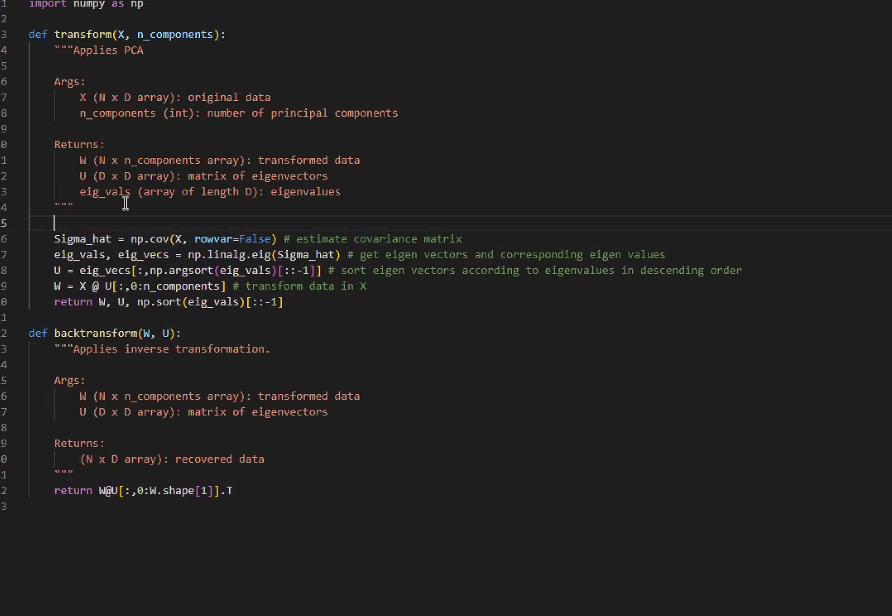 1 import numpy as np
2
3 def transform(X, n_components):
4 """Applies PCA
5
6 Args:
7 X (N x D array): original data
8 n_components (int): number of principal components
9
0 Returns:
1 W (N x n_components array): transformed data
2 U (D x D array): matrix of eigenvectors
3 eig_vals (array of length D): eigenvalues
4 """
5
6 Sigma_hat = np.cov(X, rowvar=False) # estimate covariance matrix
7 eig_vals, eig_vecs = np.linalg.eig(Sigma_hat) # get eigen vectors and corresponding eigen values
8 U = eig_vecs[:,np.argsort(eig_vals)[::-1]] # sort eigen vectors according to eigenvalues in descending order
9 W = X @ U[:,0:n_components] # transform data in X
0 return W, U, np.sort(eig_vals)[::-1]
1
2 def backtransform(W, U):
3 """Applies inverse transformation.
4
5 Args:
6 W (N x n_components array): transformed data
7 U (D x D array): matrix of eigenvectors
8
9 Returns:
0 (N x D array): recovered data
1 """
2 return W@U[:,0:W.shape[1]].T
3